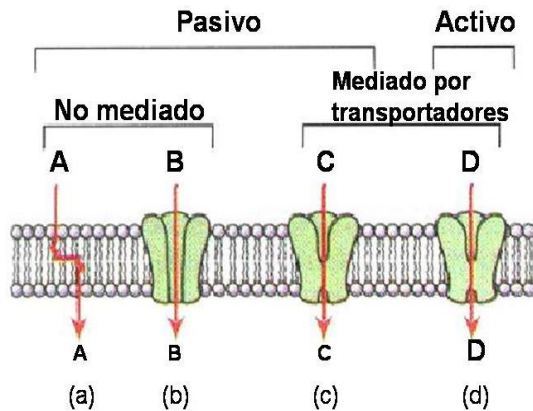 Pasivo Activo
Mediado por
transportadores
No mediado
A B C D
A B C D
(a) (b) (c) (d)